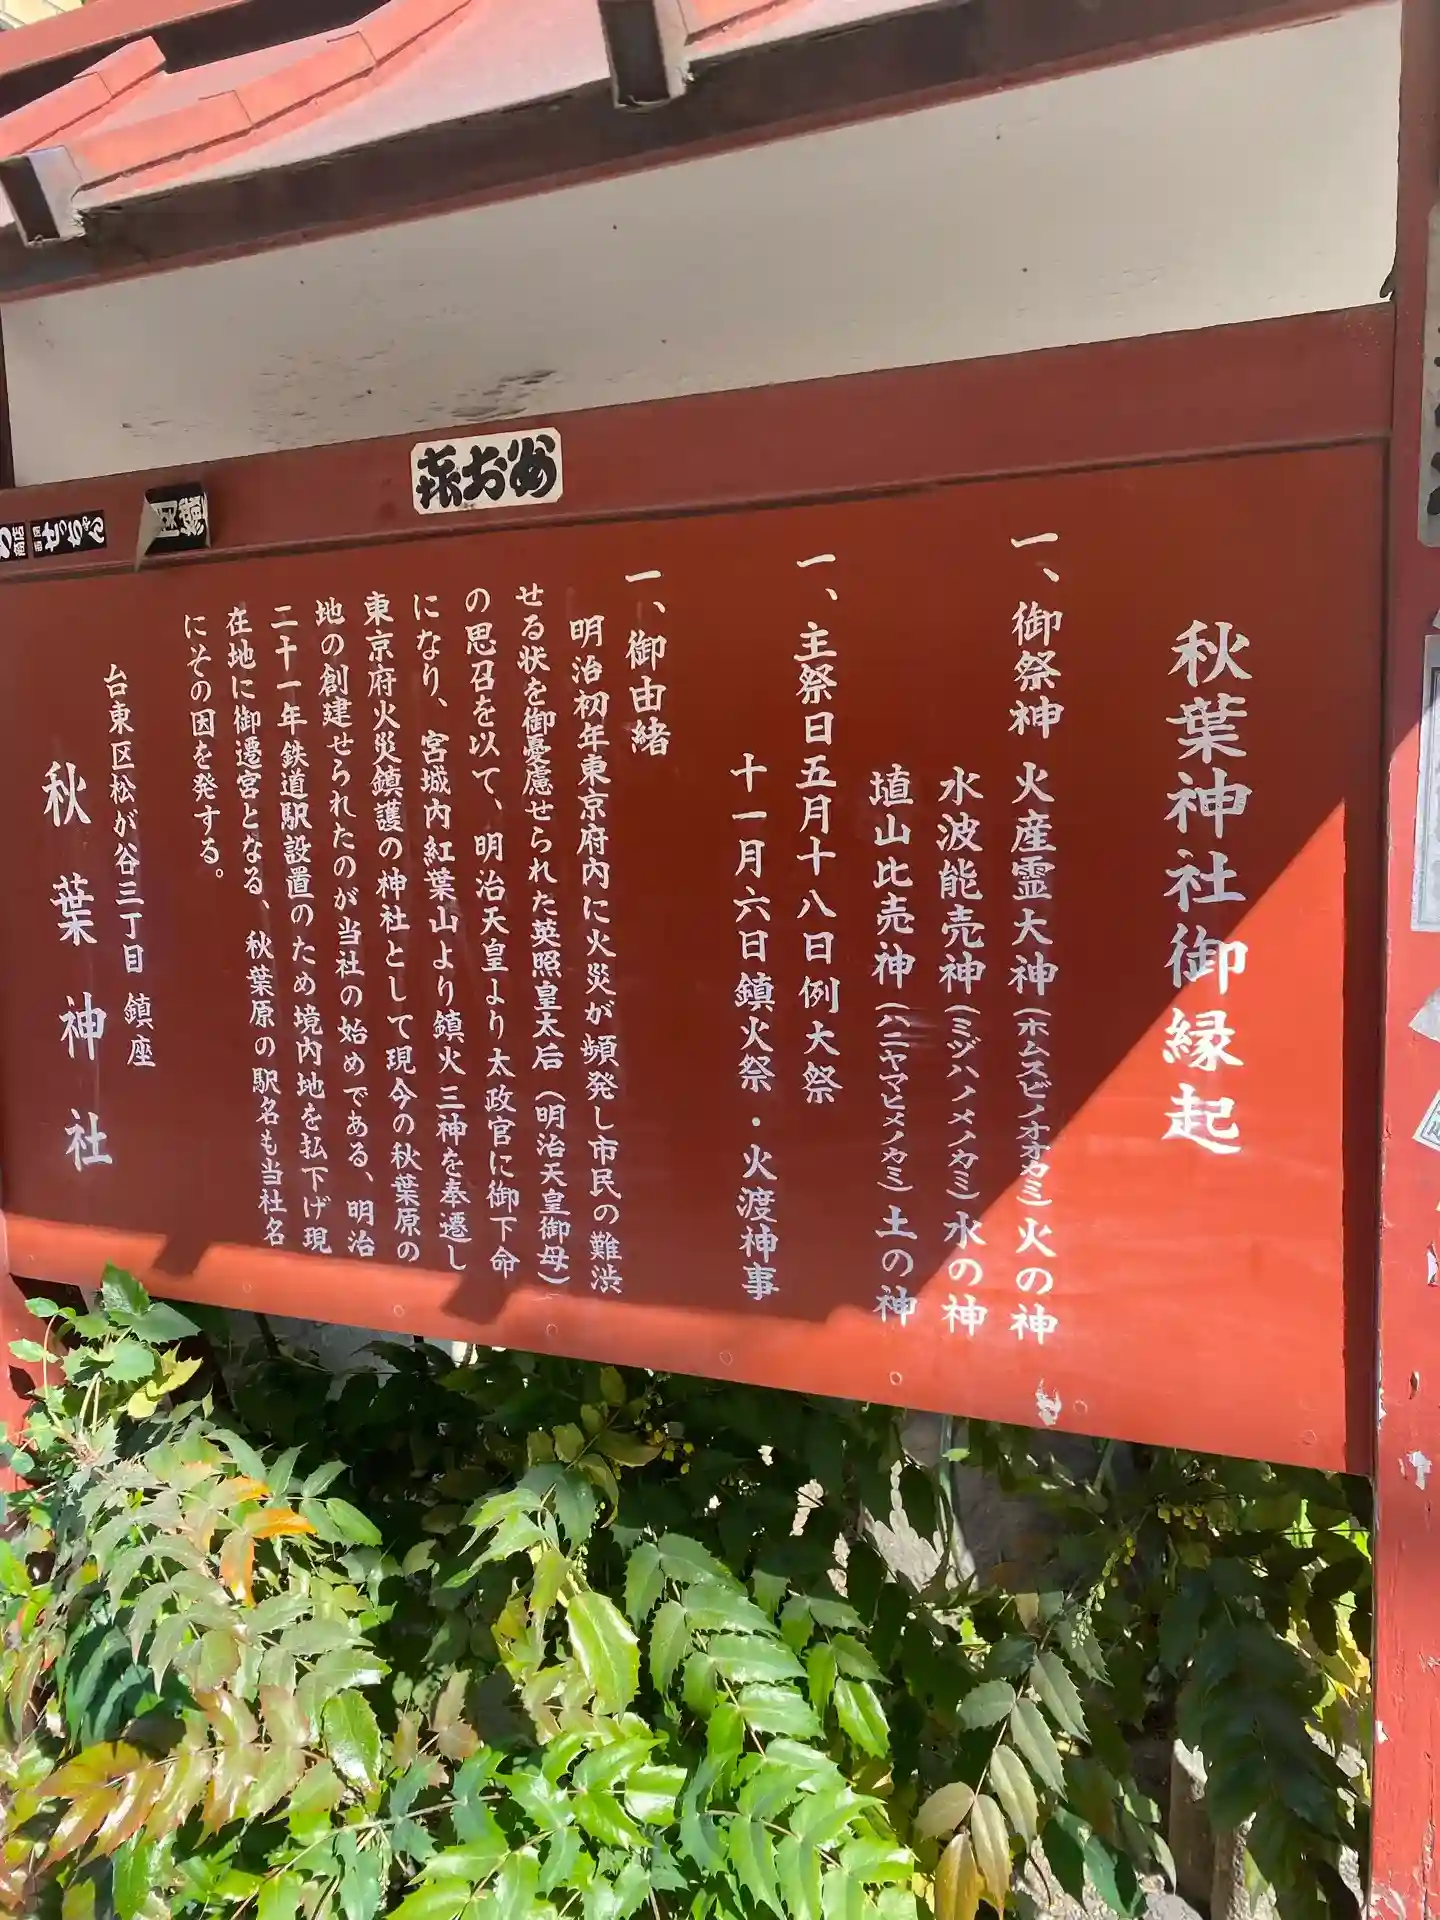 秋葉神社御縁起
一、御祭神 火産霊大神(ホムスビノオオカミ)火の神
水波能売神(ミヅハノメノカミ)水の神
埴山比売神(ハニヤマヒメノカミ)土の神
一、主祭日五月十八日例大祭
十一月六日鎮火祭・火渡神事
一、御由緒
明治初年東京府内に火災が頻発し市民の難渋
せる状を御憂慮せられた英照皇太后(明治天皇御母)
の思召を以て、明治天皇より太政官に御下命
になり、宮城内紅葉山より鎮火三神を奉遷し
東京府火災鎮護の神社として現今の秋葉原の
地の創建せられたのが当社の始めである、明治
二十一年鉄道駅設置のため境内地を払下げ現
在地に御遷宮となる、秋葉原の駅名も当社名
にその因を発する。
台東区松が谷三丁目 鎮座
秋葉神社